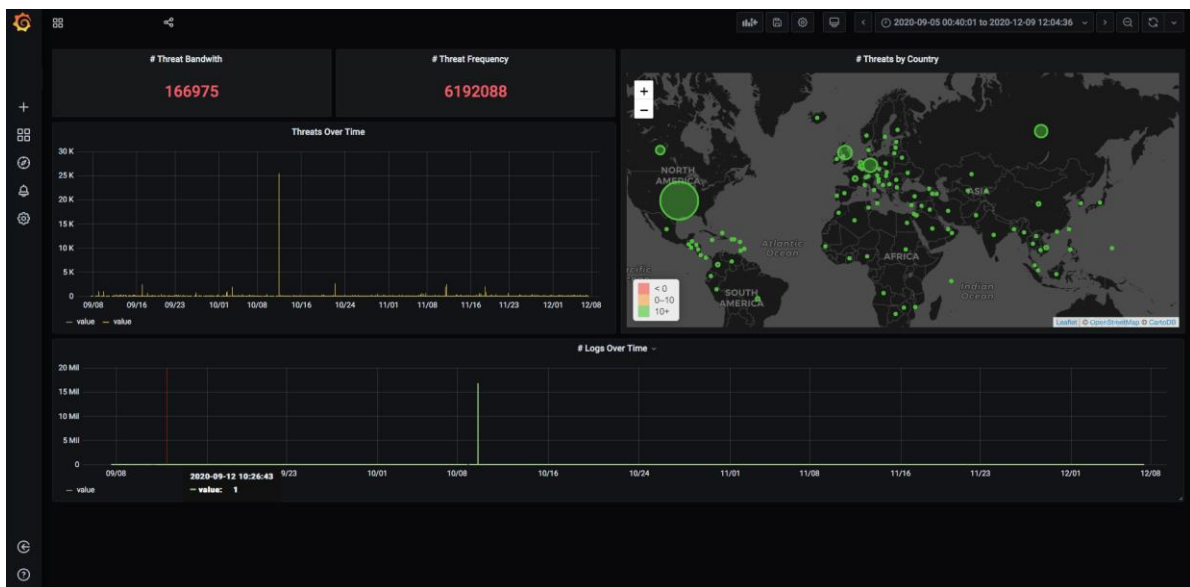 2020-09-05 00:40:01 to 2020-12-09 12:04:36
# Threat Bandwith
166975
# Threat Frequency
6192088
Threats Over Time
30 K
25 K
20 K
15 K
10 K
5 K
0
09/08 09/16 09/23 10/01 10/08 10/16 10/24 11/01 11/08 11/16 11/23 12/01 12/08
value value
# Threats by Country
+
−
NORTH
AMERICA
ASIA
Atlantic
Ocean
AFRICA
Pacific
SOUTH
AMERICA
Indian
Ocean
< 0
0–10
10+
Leaflet | © OpenStreetMap © CartoDB
# Logs Over Time
20 Mil
15 Mil
10 Mil
5 Mil
0
09/08 9/23 10/01 10/08 10/16 10/24 11/01 11/08 11/16 11/23 12/01 12/08
2020-09-12 10:26:43
value: 1
value